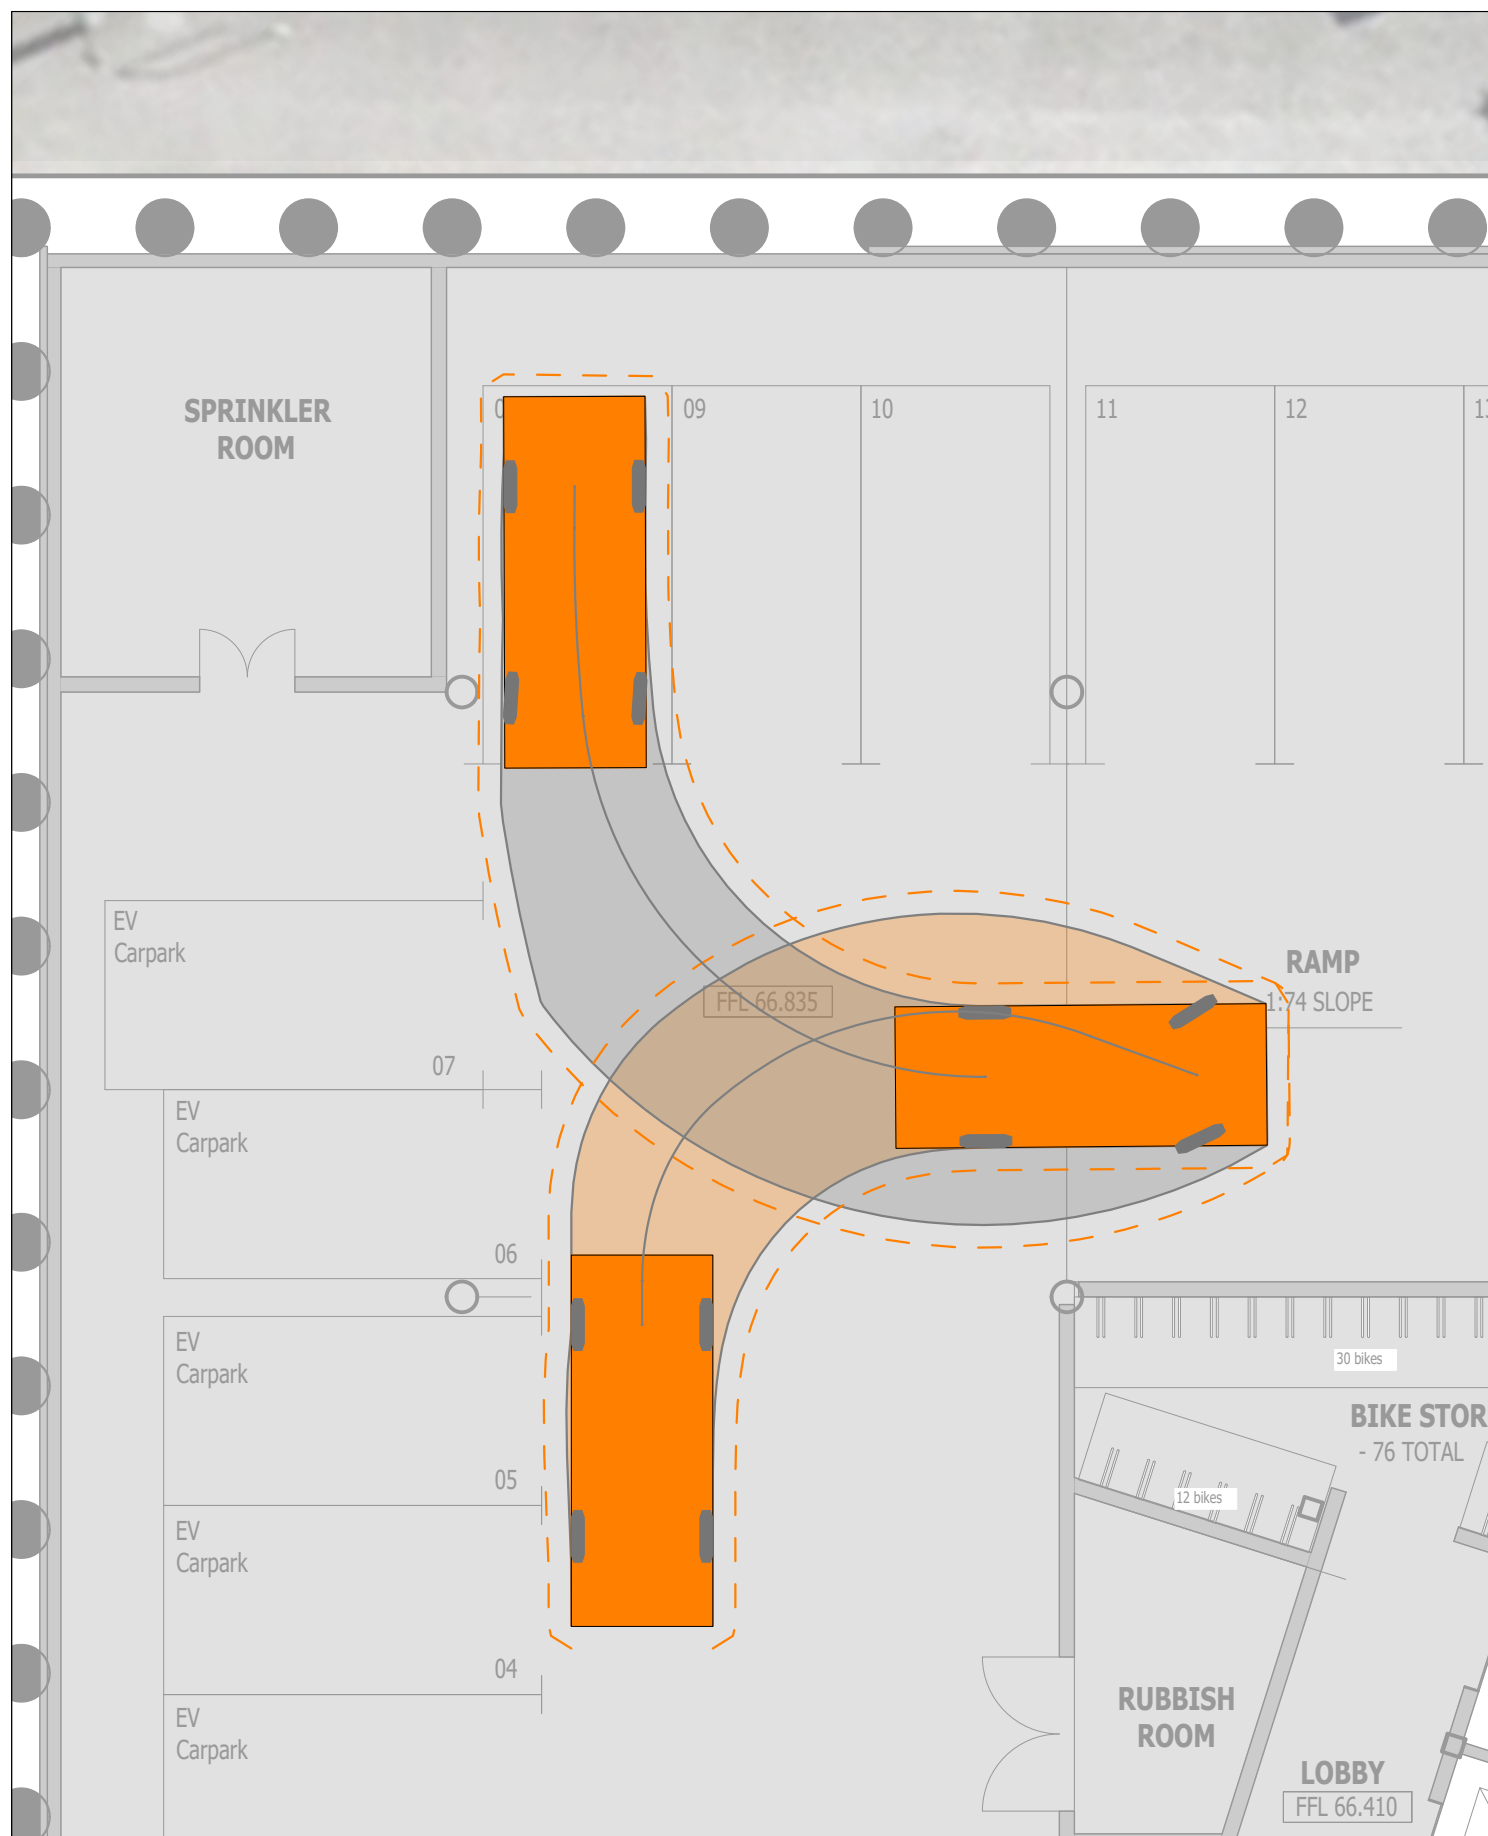 SPRINKLER
ROOM
0
09
10
11
12
13
EV
Carpark
FFL 66.835
RAMP
1:74 SLOPE
07
EV
Carpark
06
EV
Carpark
30 bikes
BIKE STOR
- 76 TOTAL
05
12 bikes
EV
Carpark
04
EV
Carpark
RUBBISH
ROOM
LOBBY
FFL 66.410